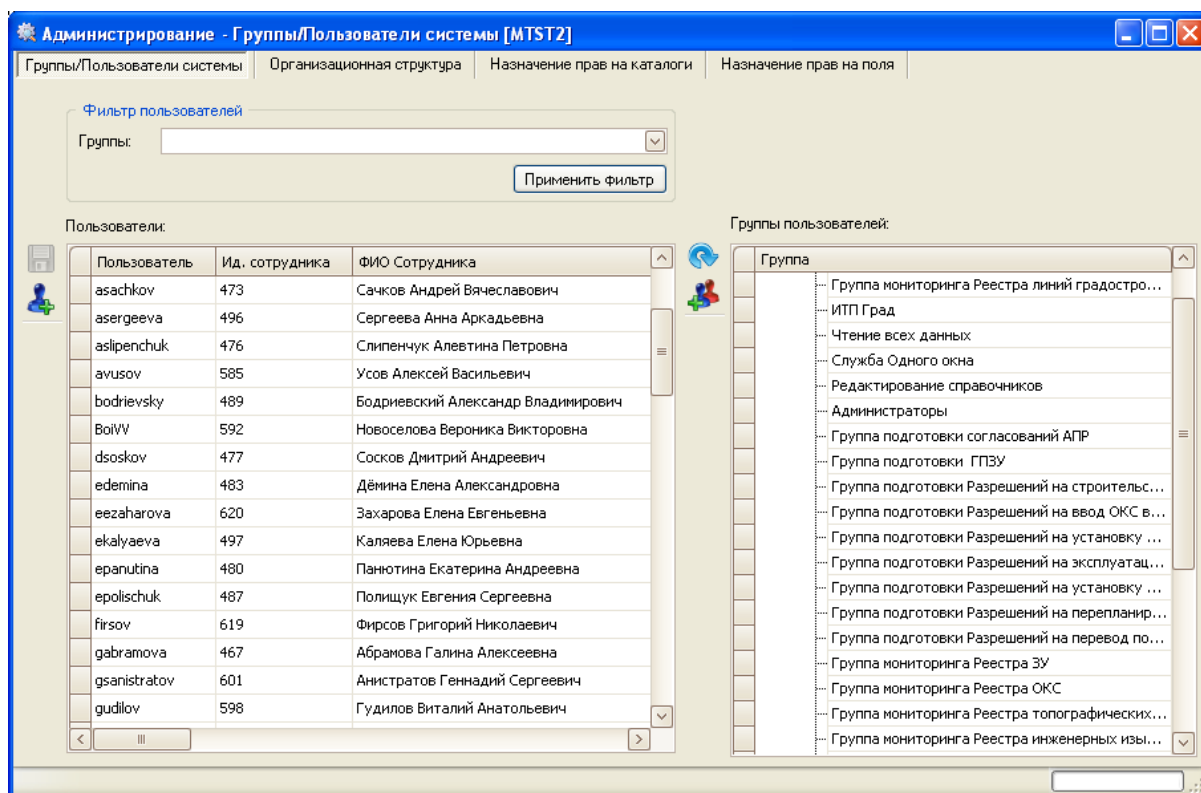 Администрирование - Группы/Пользователи системы [MTST2]
Группы/Пользователи системы Организационная структура Назначение прав на каталоги Назначение прав на поля
Фильтр пользователей
Группы:
Применить фильтр
Пользователи:
Пользователь Ид. сотрудника ФИО Сотрудника
asachkov 473 Сачков Андрей Вячеславович
asergeeva 496 Сергеева Анна Аркадьевна
aslipenchuk 476 Слипенчук Алевтина Петровна
avusov 585 Усов Алексей Васильевич
bodrievsky 489 Бодриевский Александр Владимирович
BoiVV 592 Новоселова Вероника Викторовна
dsoskov 477 Сосков Дмитрий Андреевич
edemina 483 Дёмина Елена Александровна
eezaharova 620 Захарова Елена Евгеньевна
ekalyaeva 497 Каляева Елена Юрьевна
epanutina 480 Панютина Екатерина Андреевна
epolischuk 487 Полищук Евгения Сергеевна
firsov 619 Фирсов Григорий Николаевич
gabramova 467 Абрамова Галина Алексеевна
gsanistratov 601 Анистратов Геннадий Сергеевич
gudilov 598 Гудилов Виталий Анатольевич
Группы пользователей:
Группа
Группа мониторинга Реестра линий градостро...
ИТП Град
Чтение всех данных
Служба Одного окна
Редактирование справочников
Администраторы
Группа подготовки согласований АПР
Группа подготовки ГПЗУ
Группа подготовки Разрешений на строительс...
Группа подготовки Разрешений на ввод ОКС в...
Группа подготовки Разрешений на установку ...
Группа подготовки Разрешений на эксплуатац...
Группа подготовки Разрешений на установку ...
Группа подготовки Разрешений на перепланир...
Группа подготовки Разрешений на перевод по...
Группа мониторинга Реестра ЗУ
Группа мониторинга Реестра ОКС
Группа мониторинга Реестра топографических...
Группа мониторинга Реестра инженерных изы...